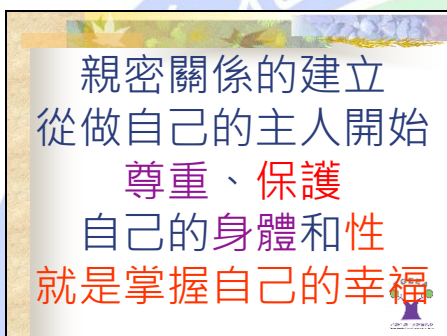 親密關係的建立
從做自己的主人開始
尊重、保護
自己的身體和性
就是掌握自己的幸福